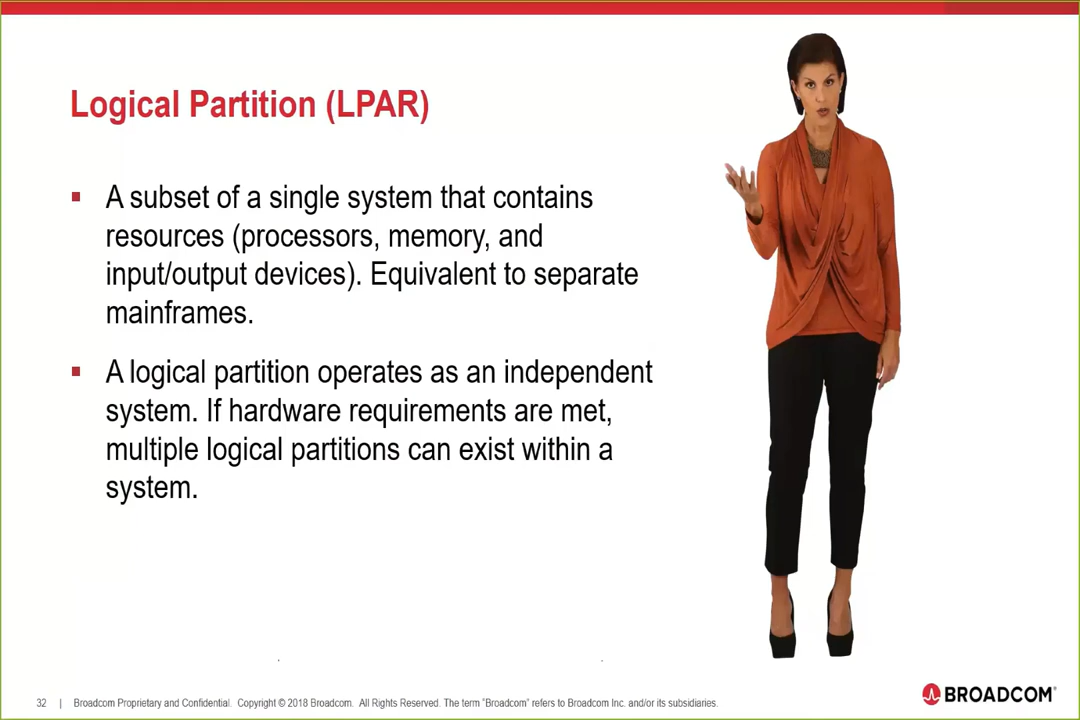 Logical Partition (LPAR)
▪ A subset of a single system that contains
resources (processors, memory, and
input/output devices). Equivalent to separate
mainframes.
▪ A logical partition operates as an independent
system. If hardware requirements are met,
multiple logical partitions can exist within a
system.
32 | Broadcom Proprietary and Confidential. Copyright © 2018 Broadcom. All Rights Reserved. The term "Broadcom" refers to Broadcom Inc. and/or its subsidiaries.
BROADCOM®